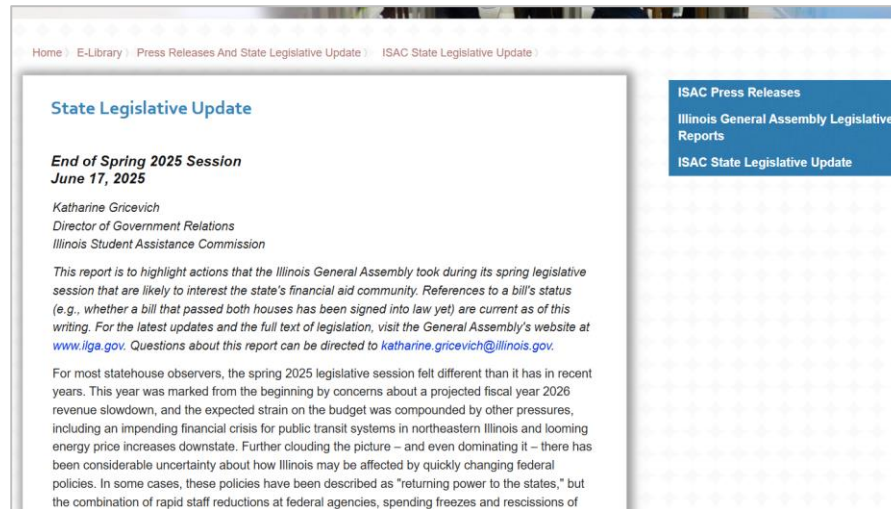 Home › E-Library › Press Releases And State Legislative Update › ISAC State Legislative Update ›
State Legislative Update
End of Spring 2025 Session
June 17, 2025
Katharine Gricevich
Director of Government Relations
Illinois Student Assistance Commission
This report is to highlight actions that the Illinois General Assembly took during its spring legislative
session that are likely to interest the state's financial aid community. References to a bill's status
(e.g., whether a bill that passed both houses has been signed into law yet) are current as of this
writing. For the latest updates and the full text of legislation, visit the General Assembly's website at
www.ilga.gov. Questions about this report can be directed to katharine.gricevich@illinois.gov.
For most statehouse observers, the spring 2025 legislative session felt different than it has in recent
years. This year was marked from the beginning by concerns about a projected fiscal year 2026
revenue slowdown, and the expected strain on the budget was compounded by other pressures,
including an impending financial crisis for public transit systems in northeastern Illinois and looming
energy price increases downstate. Further clouding the picture – and even dominating it – there has
been considerable uncertainty about how Illinois may be affected by quickly changing federal
policies. In some cases, these policies have been described as "returning power to the states," but
the combination of rapid staff reductions at federal agencies, spending freezes and rescissions of
ISAC Press Releases
Illinois General Assembly Legislative
Reports
ISAC State Legislative Update